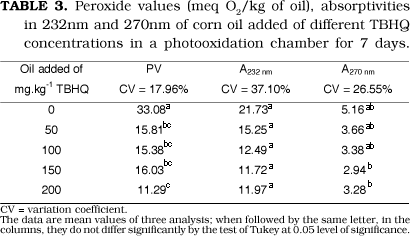 TABLE 3. Peroxide values (meq O₂/kg of oil), absorptivities
in 232nm and 270nm of corn oil added of different TBHQ
concentrations in a photooxidation chamber for 7 days.
Oil added of PV A232 nm A270 nm
mg.kg-1 TBHQ CV = 17.96% CV = 37.10% CV = 26.55%
0 33.08a 21.73a 5.16ab
50 15.81bc 15.25a 3.66ab
100 15.38bc 12.49a 3.38ab
150 16.03bc 11.72a 2.94b
200 11.29c 11.97a 3.28b
CV = variation coefficient.
The data are mean values of three analysis; when followed by the same letter, in the
columns, they do not differ significantly by the test of Tukey at 0.05 level of significance.